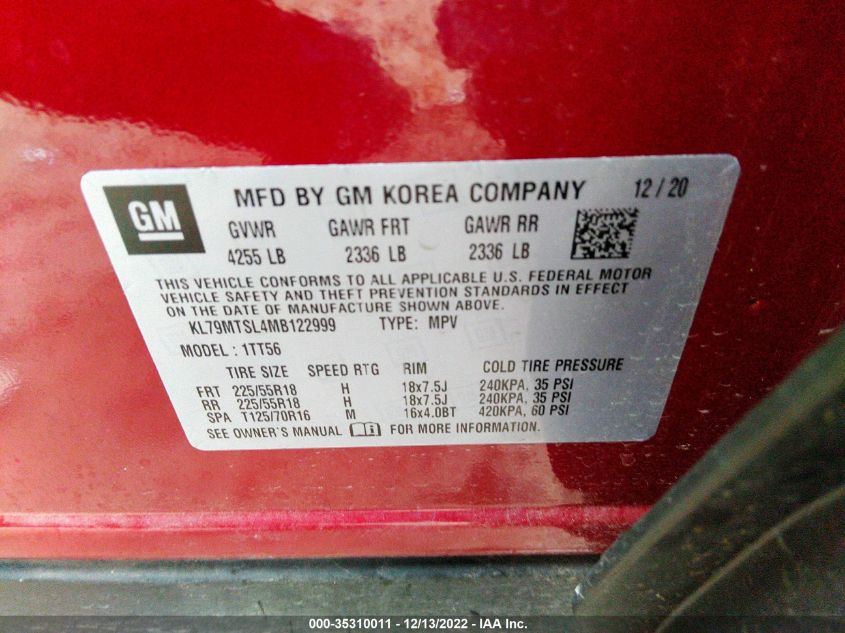 GM MFD BY GM KOREA COMPANY 12/20
GVWR GAWR FRT GAWR RR
4255 LB 2336 LB 2336 LB
THIS VEHICLE CONFORMS TO ALL APPLICABLE U.S. FEDERAL MOTOR
VEHICLE SAFETY AND THEFT PREVENTION STANDARDS IN EFFECT
ON THE DATE OF MANUFACTURE SHOWN ABOVE.
KL79MTSL4MB122999 TYPE: MPV
MODEL : 1TT56
TIRE SIZE SPEED RTG RIM COLD TIRE PRESSURE
FRT 225/55R18 H 18x7.5J 240KPA, 35 PSI
RR 225/55R18 H 18x7.5J 240KPA, 35 PSI
SPA T125/70R16 M 16x4.0BT 420KPA, 60 PSI
SEE OWNER'S MANUAL FOR MORE INFORMATION.
000-35310011 - 12/13/2022 - IAA Inc.